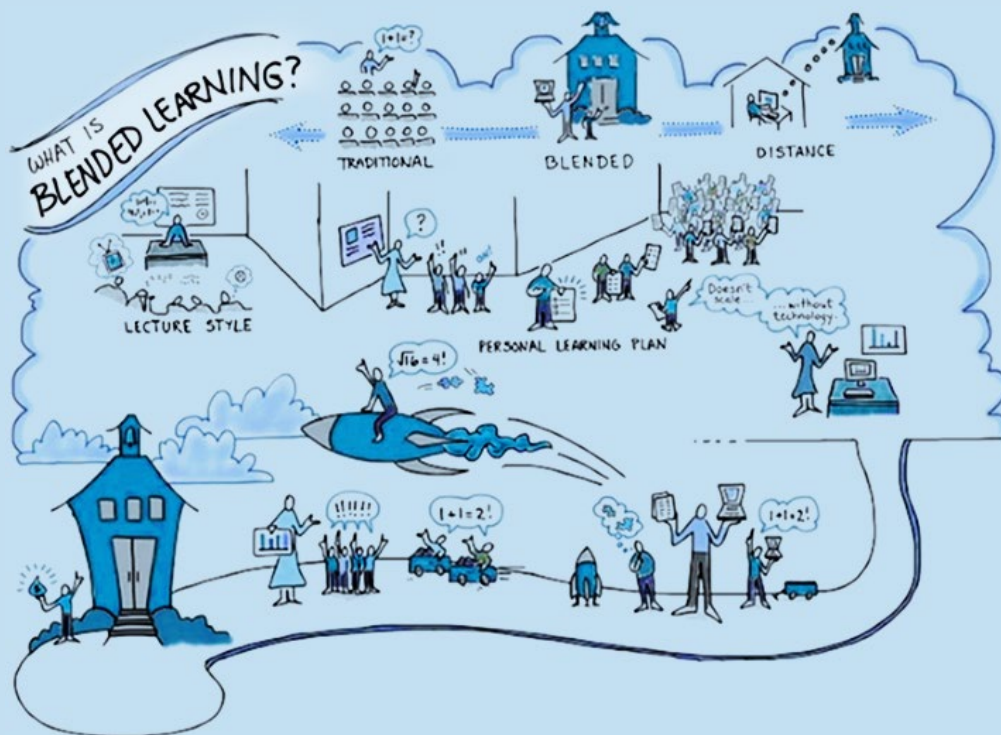 WHAT IS
BLENDED LEARNING?
1+1=?
TRADITIONAL
BLENDED
DISTANCE
LECTURE STYLE
?
!!
!!!
PERSONAL LEARNING PLAN
Doesn't
scale...
...without
technology.
√16 = 4!
!!!!!!
1+1=2!
1+1=2!